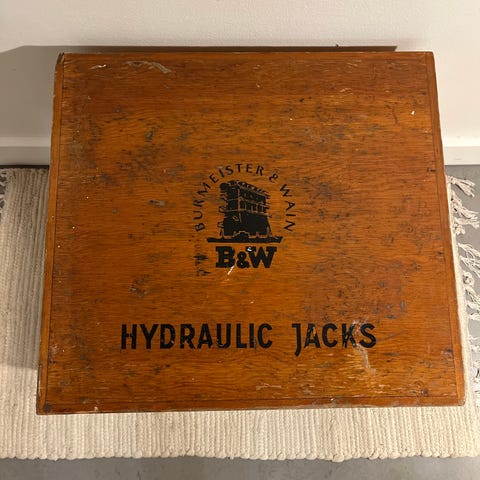 BURMEISTER & WAIN
B&W
HYDRAULIC JACKS